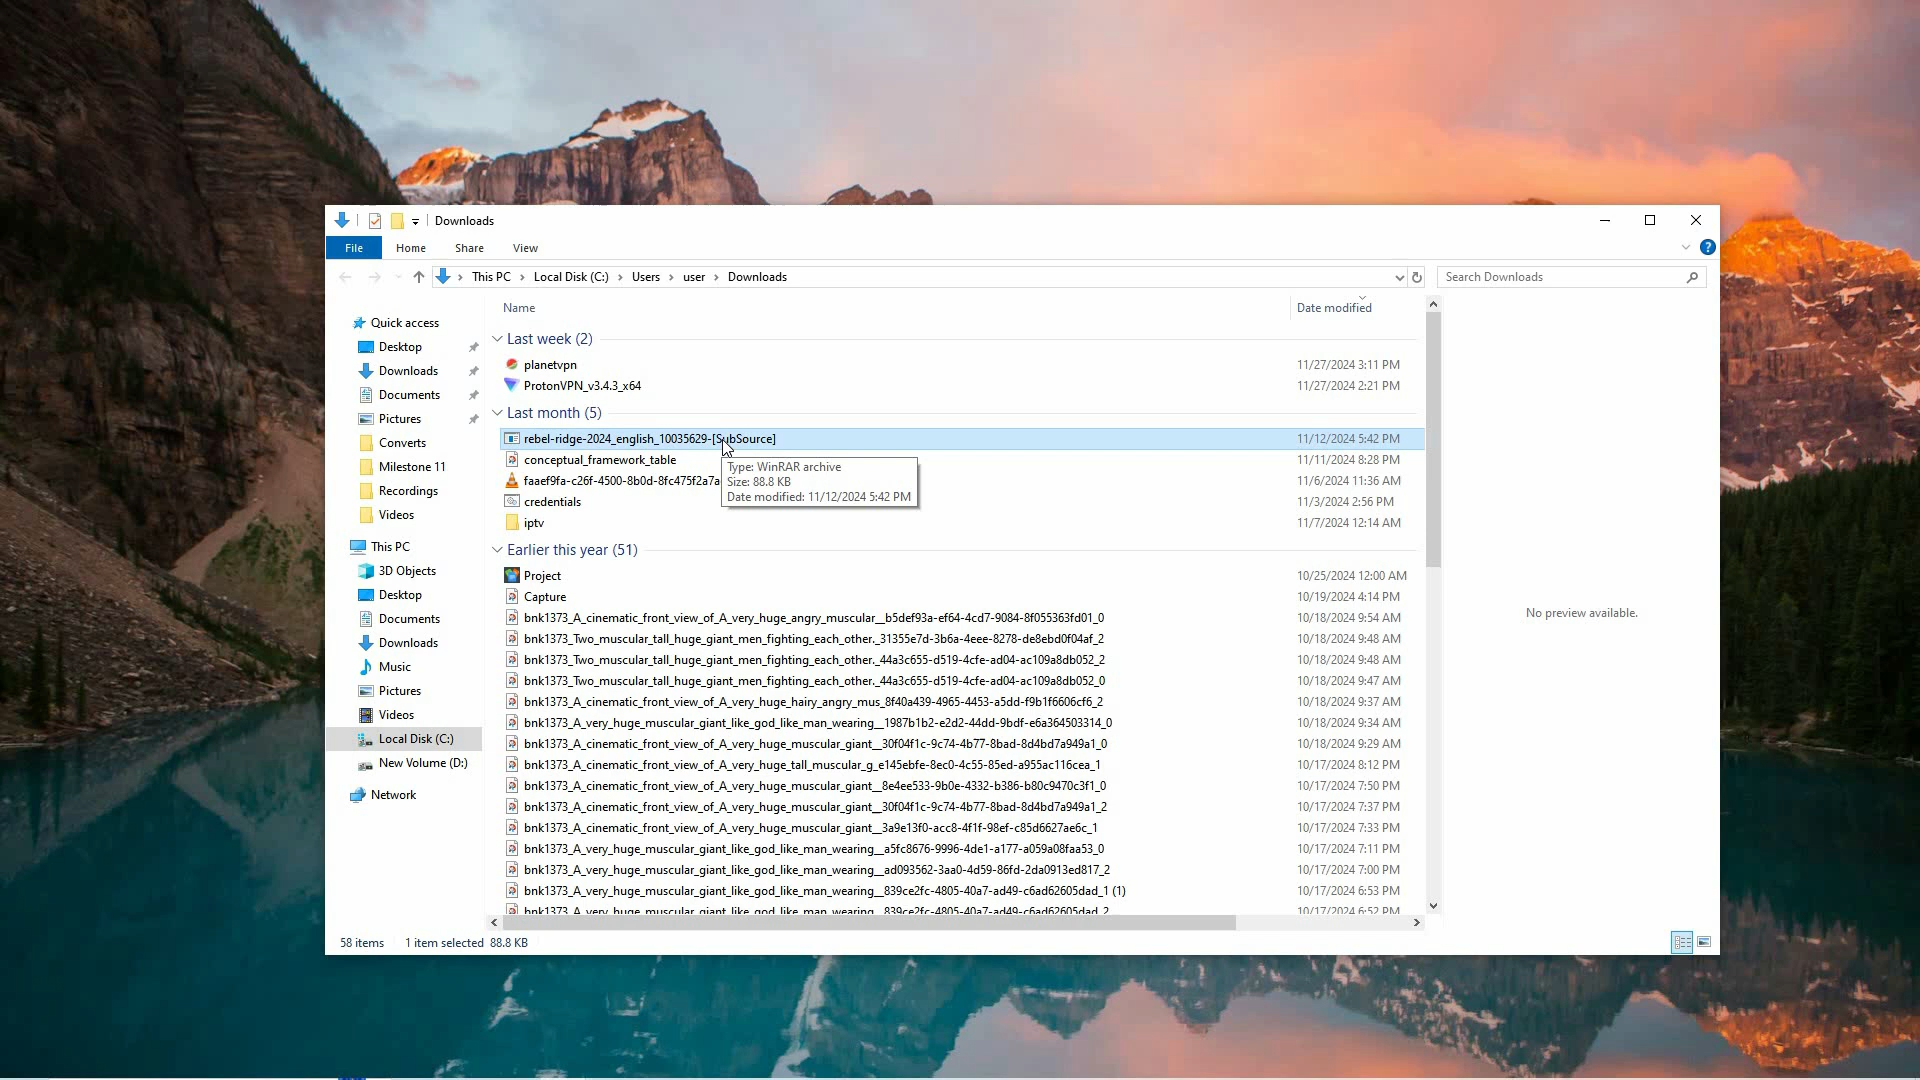 Downloads
File Home Share View
This PC Local Disk (C:) Users user Downloads Search Downloads
Name Date modified
Quick access
Desktop
Downloads
Documents
Pictures
Converts
Milestone 11
Recordings
Videos
This PC
3D Objects
Desktop
Documents
Downloads
Music
Pictures
Videos
Local Disk (C:)
New Volume (D:)
Network
Last week (2)
planetvpn 11/27/2024 3:11 PM
ProtonVPN_v3.4.3_x64 11/27/2024 2:21 PM
Last month (5)
rebel-ridge-2024_english_10035629-[SubSource] 11/12/2024 5:42 PM
conceptual_framework_table 11/11/2024 8:28 PM
faaef9fa-c26f-4500-8b0d-8fc475f2a7a 11/6/2024 11:36 AM
credentials 11/3/2024 2:56 PM
iptv 11/7/2024 12:14 AM
Type: WinRAR archive
Size: 88.8 KB
Date modified: 11/12/2024 5:42 PM
Earlier this year (51)
Project 10/25/2024 12:00 AM
Capture 10/19/2024 4:14 PM
bnk1373_A_cinematic_front_view_of_A_very_huge_angry_muscular__b5def93a-ef64-4cd7-9084-8f055363fd01_0 10/18/2024 9:54 AM
bnk1373_Two_muscular_tall_huge_giant_men_fighting_each_other._31355e7d-3b6a-4eee-8278-de8ebd0f04af_2 10/18/2024 9:48 AM
bnk1373_Two_muscular_tall_huge_giant_men_fighting_each_other._44a3c655-d519-4cfe-ad04-ac109a8db052_2 10/18/2024 9:48 AM
bnk1373_Two_muscular_tall_huge_giant_men_fighting_each_other._44a3c655-d519-4cfe-ad04-ac109a8db052_0 10/18/2024 9:47 AM
bnk1373_A_cinematic_front_view_of_A_very_huge_hairy_angry_mus_8f40a439-4965-4453-a5dd-f9b1f6606cf6_2 10/18/2024 9:37 AM
bnk1373_A_very_huge_muscular_giant_like_god_like_man_wearing__1987b1b2-e2d2-44dd-9bdf-e6a364503314_0 10/18/2024 9:34 AM
bnk1373_A_cinematic_front_view_of_A_very_huge_muscular_giant__30f04f1c-9c74-4b77-8bad-8d4bd7a949a1_0 10/18/2024 9:29 AM
bnk1373_A_cinematic_front_view_of_A_very_huge_tall_muscular_g_e145ebfe-8ec0-4c55-85ed-a955ac116cea_1 10/17/2024 8:12 PM
bnk1373_A_cinematic_front_view_of_A_very_huge_muscular_giant__8e4ee533-9b0e-4332-b386-b80c9470c3f1_0 10/17/2024 7:50 PM
bnk1373_A_cinematic_front_view_of_A_very_huge_muscular_giant__30f04f1c-9c74-4b77-8bad-8d4bd7a949a1_2 10/17/2024 7:37 PM
bnk1373_A_cinematic_front_view_of_A_very_huge_muscular_giant__3a9e13f0-acc8-4f1f-98ef-c85d6627ae6c_1 10/17/2024 7:33 PM
bnk1373_A_very_huge_muscular_giant_like_god_like_man_wearing__a5fc8676-9996-4de1-a177-a059a08faa53_0 10/17/2024 7:11 PM
bnk1373_A_very_huge_muscular_giant_like_god_like_man_wearing__ad093562-3aa0-4d59-86fd-2da0913ed817_2 10/17/2024 7:00 PM
bnk1373_A_very_huge_muscular_giant_like_god_like_man_wearing__839ce2fc-4805-40a7-ad49-c6ad62605dad_1 (1) 10/17/2024 6:53 PM
bnk1373_A_very_huge_muscular_giant_like_god_like_man_wearing__839ce2fc-4805-40a7-ad49-c6ad62605dad_2 10/17/2024 6:52 PM
No preview available.
58 items 1 item selected 88.8 KB